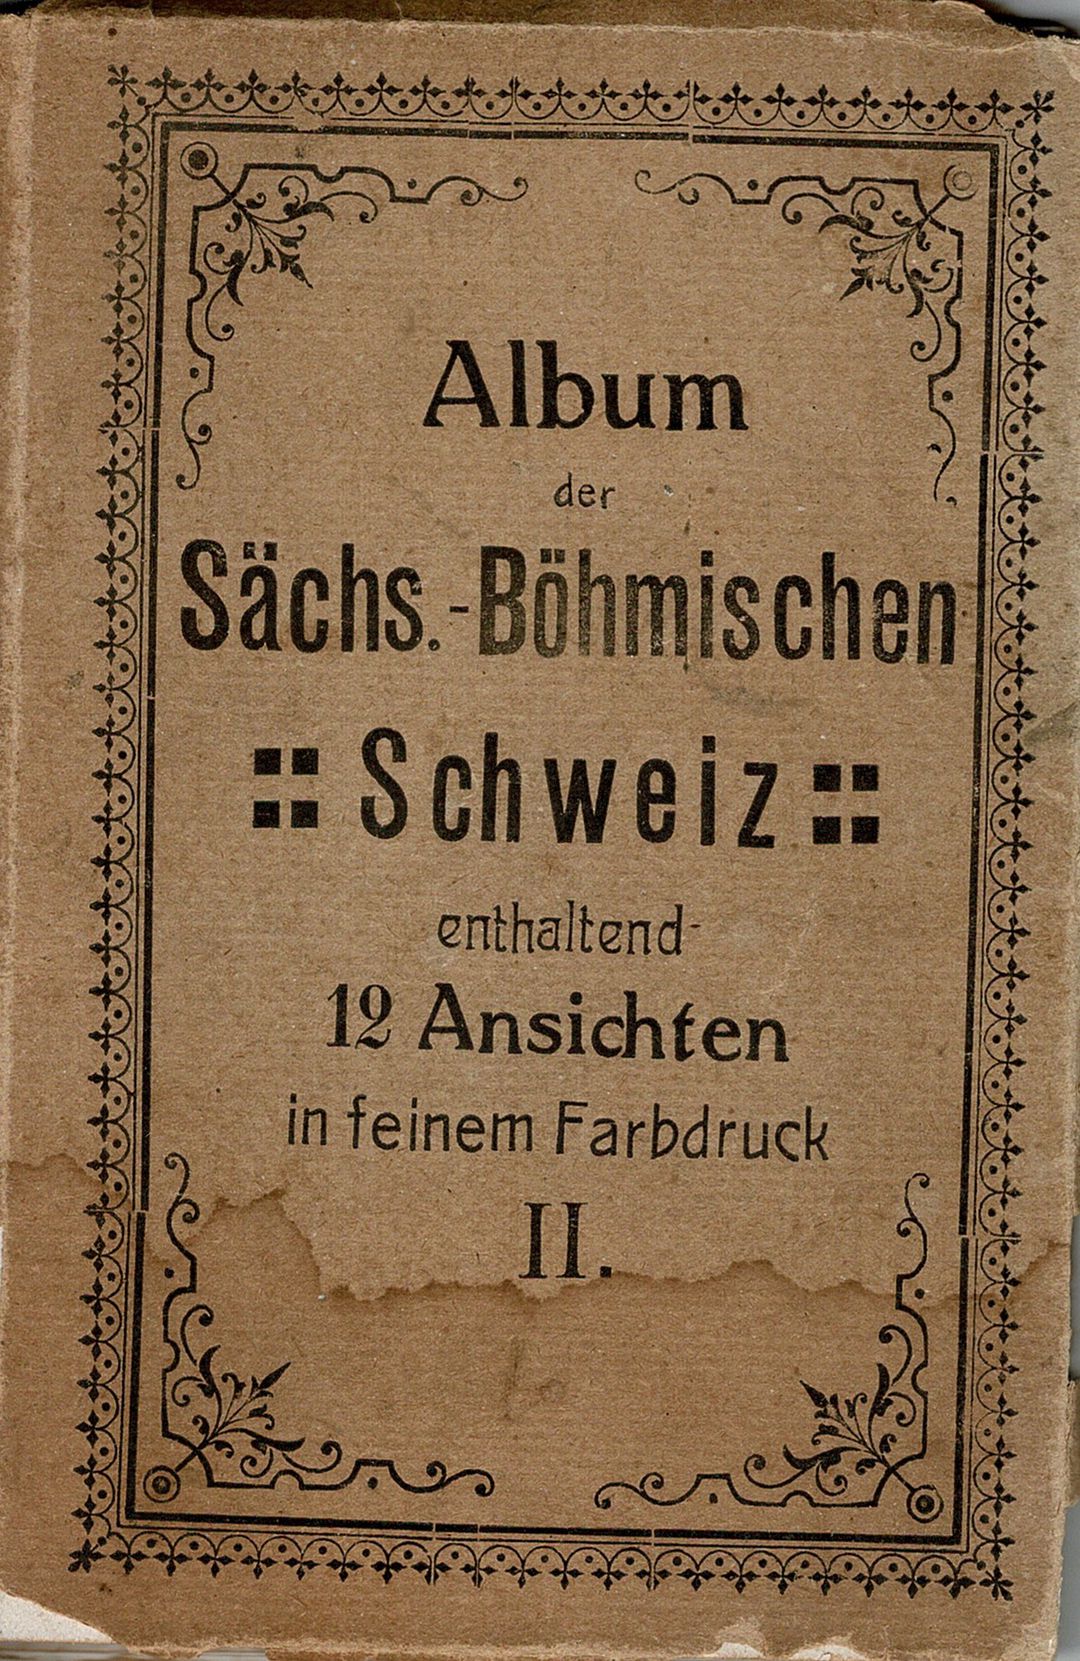 Album
der
Sächs.-Böhmischen
Schweiz
enthaltend
12 Ansichten
in feinem Farbdruck
II.